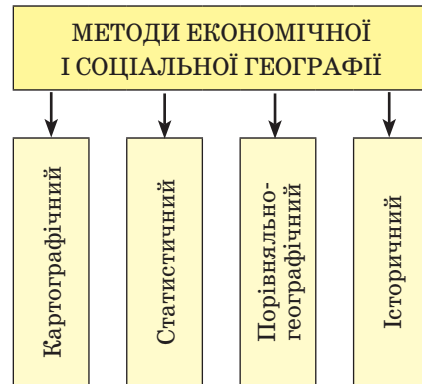 МЕТОДИ ЕКОНОМІЧНОЇ
І СОЦІАЛЬНОЇ ГЕОГРАФІЇ
Картографічний
Статистичний
Порівняльно-
географічний
Історичний